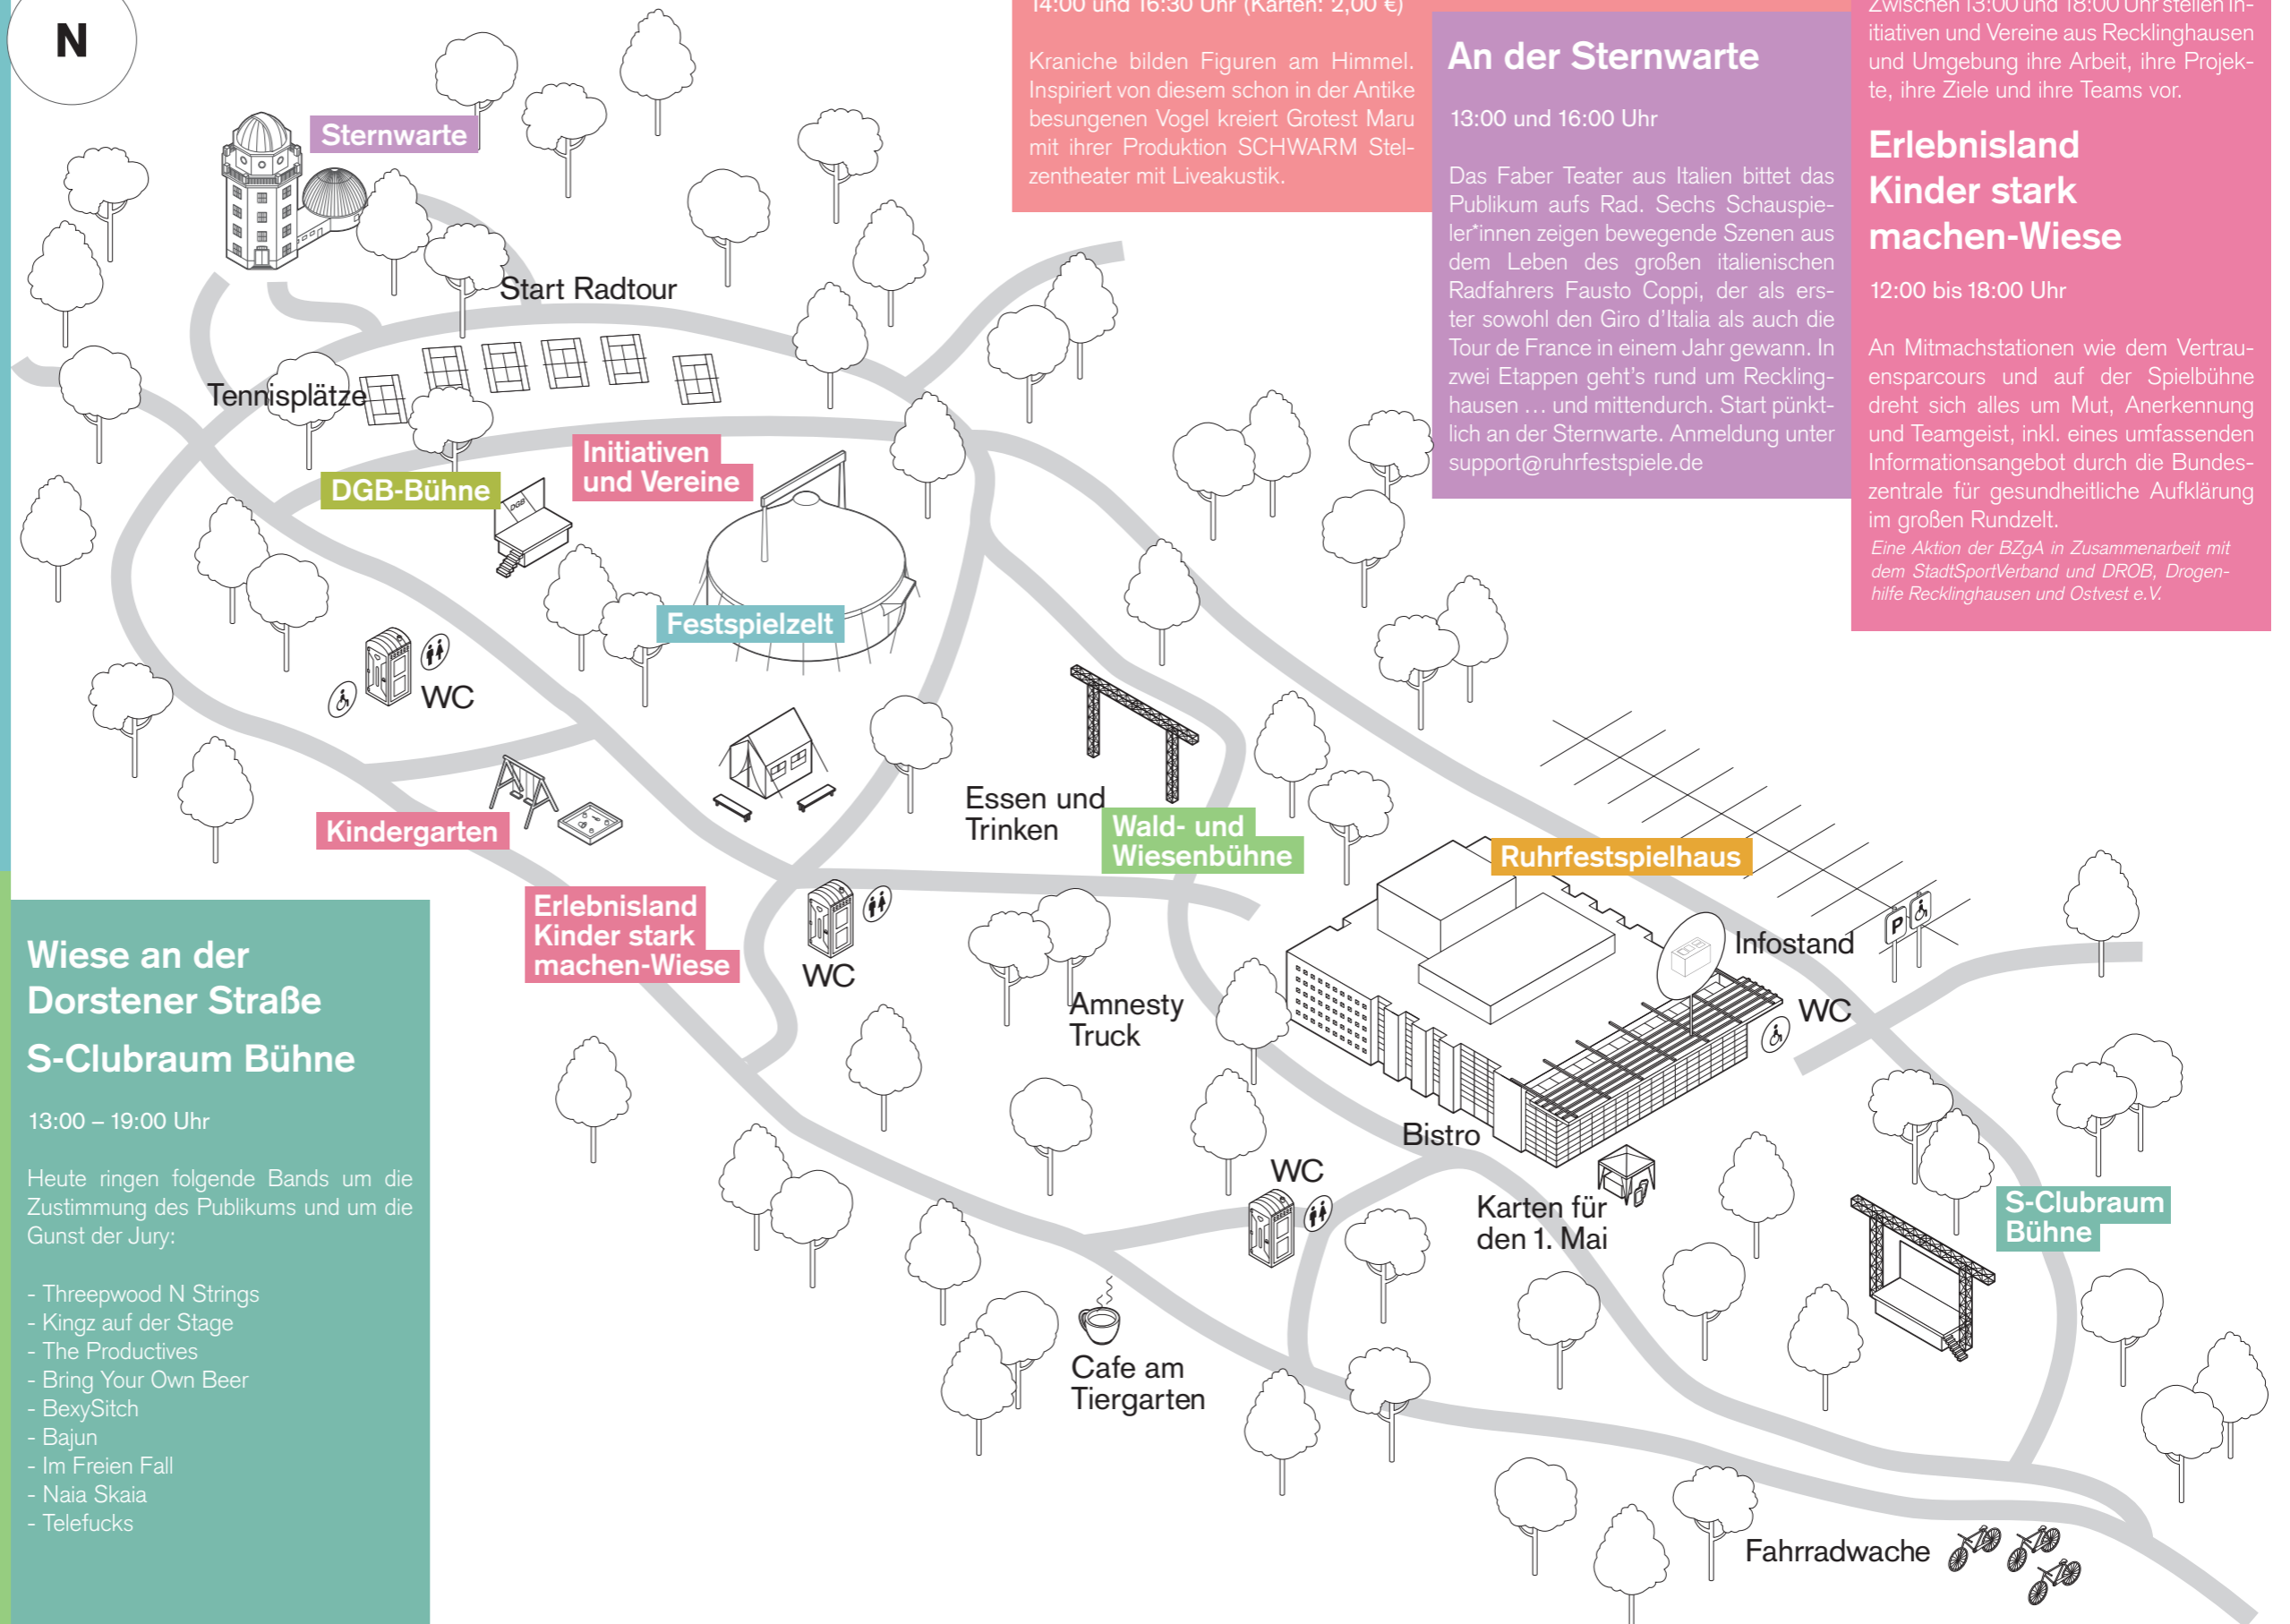 N
14:00 und 16:30 Uhr (Karten: 2,00 €)
Kraniche bilden Figuren am Himmel.
Inspiriert von diesem schon in der Antike
besungenen Vogel kreiert Grotest Maru
mit ihrer Produktion SCHWARM Stel-
zentheater mit Liveakustik.
An der Sternwarte
13:00 und 16:00 Uhr
Das Faber Teater aus Italien bittet das
Publikum aufs Rad. Sechs Schauspie-
ler*innen zeigen bewegende Szenen aus
dem Leben des großen italienischen
Radfahrers Fausto Coppi, der als ers-
ter sowohl den Giro d'Italia als auch die
Tour de France in einem Jahr gewann. In
zwei Etappen geht's rund um Reckling-
hausen … und mittendurch. Start pünkt-
lich an der Sternwarte. Anmeldung unter
support@ruhrfestspiele.de
Zwischen 13:00 und 18:00 Uhr stellen In-
itiativen und Vereine aus Recklinghausen
und Umgebung ihre Arbeit, ihre Projek-
te, ihre Ziele und ihre Teams vor.
Erlebnisland
Kinder stark
machen-Wiese
12:00 bis 18:00 Uhr
An Mitmachstationen wie dem Vertrau-
ensparcours und auf der Spielbühne
dreht sich alles um Mut, Anerkennung
und Teamgeist, inkl. eines umfassenden
Informationsangebot durch die Bundes-
zentrale für gesundheitliche Aufklärung
im großen Rundzelt.
Eine Aktion der BZgA in Zusammenarbeit mit
dem StadtSportVerband und DROB, Drogen-
hilfe Recklinghausen und Ostvest e.V.
Sternwarte
Start Radtour
Tennisplätze
Initiativen
und Vereine
DGB-Bühne
DGB
Festspielzelt
WC
Essen und
Trinken
Kindergarten
Wald- und
Wiesenbühne
Ruhrfestspielhaus
Erlebnisland
Kinder stark
machen-Wiese
WC
Infostand
P
Amnesty
Truck
WC
Bistro
WC
Karten für
den 1. Mai
S-Clubraum
Bühne
Cafe am
Tiergarten
Fahrradwache
Wiese an der
Dorstener Straße
S-Clubraum Bühne
13:00 – 19:00 Uhr
Heute ringen folgende Bands um die
Zustimmung des Publikums und um die
Gunst der Jury:
- Threepwood N Strings
- Kingz auf der Stage
- The Productives
- Bring Your Own Beer
- BexySitch
- Bajun
- Im Freien Fall
- Naia Skaia
- Telefucks